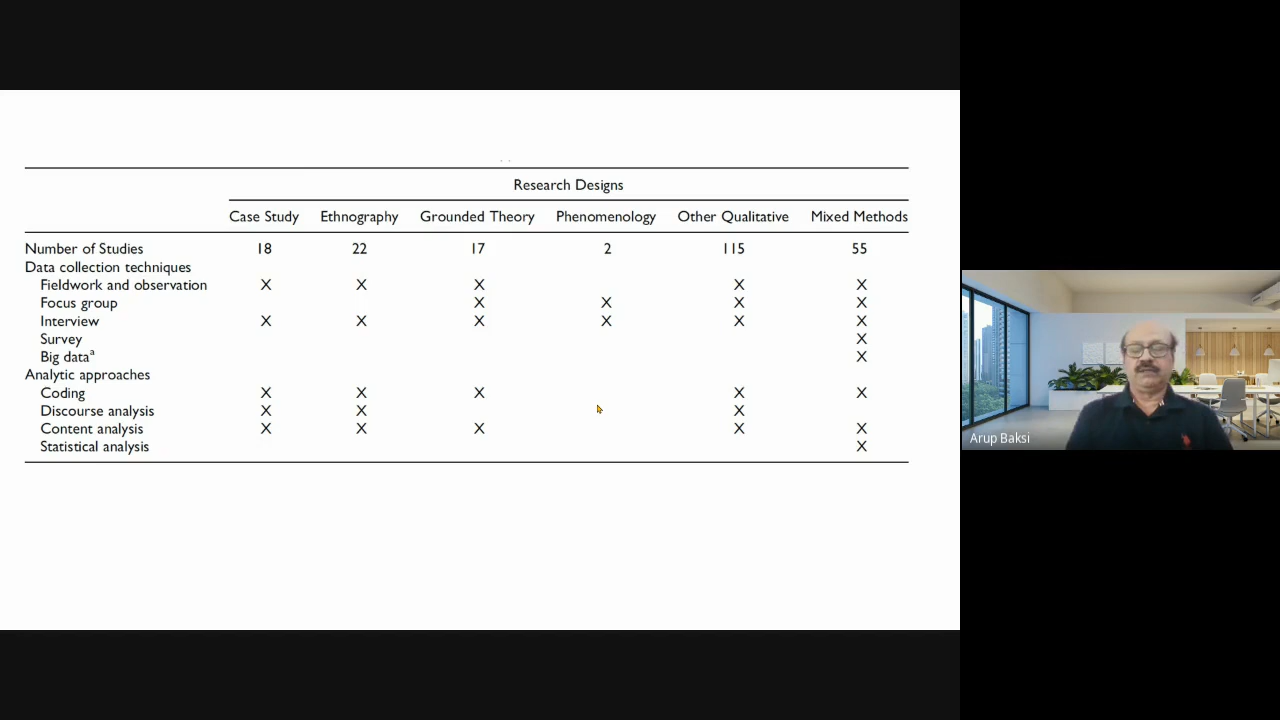 Research Designs
Case Study Ethnography Grounded Theory Phenomenology Other Qualitative Mixed Methods
Number of Studies 18 22 17 2 115 55
Data collection techniques
Fieldwork and observation X X X X X
Focus group X X X X
Interview X X X X X X
Survey X
Big dataª X
Analytic approaches
Coding X X X X X
Discourse analysis X X X
Content analysis X X X X X
Statistical analysis X
Arup Baksi